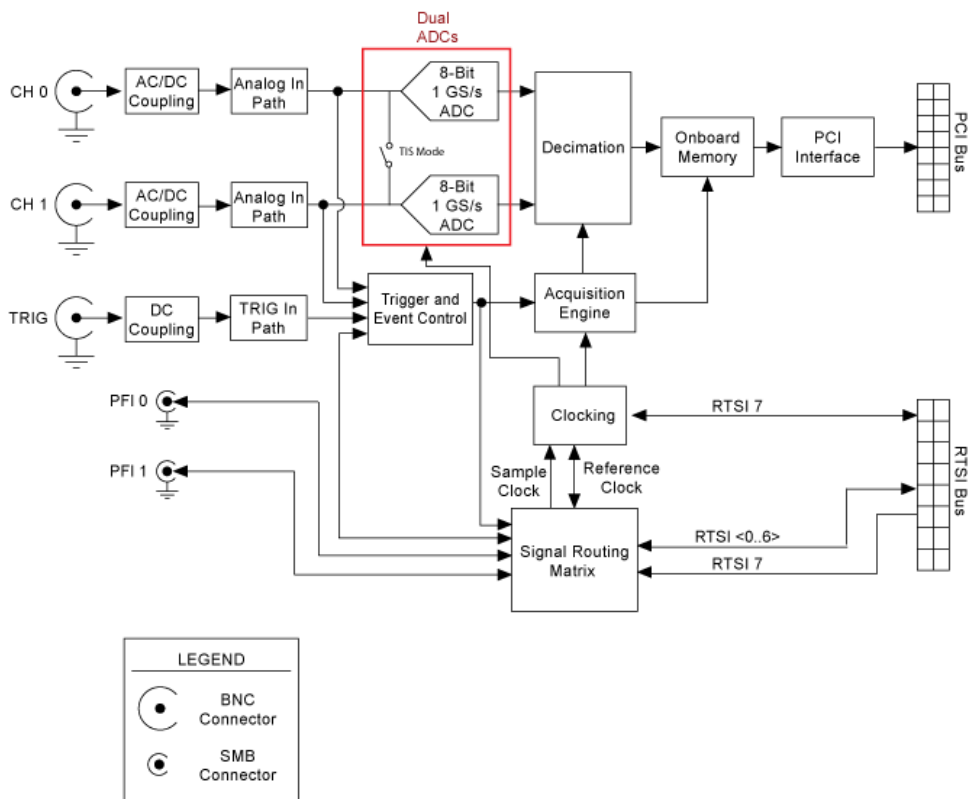 Dual
ADCs
CH 0
AC/DC
Coupling
Analog In
Path
8-Bit
1 GS/s
ADC
TIS Mode
Decimation
Onboard
Memory
PCI
Interface
PCI Bus
CH 1
AC/DC
Coupling
Analog In
Path
8-Bit
1 GS/s
ADC
TRIG
DC
Coupling
TRIG In
Path
Trigger and
Event Control
Acquisition
Engine
PFI 0
Clocking
RTSI 7
PFI 1
Sample
Clock
Reference
Clock
RTSI Bus
Signal Routing
Matrix
RTSI <0..6>
RTSI 7
LEGEND
BNC
Connector
SMB
Connector